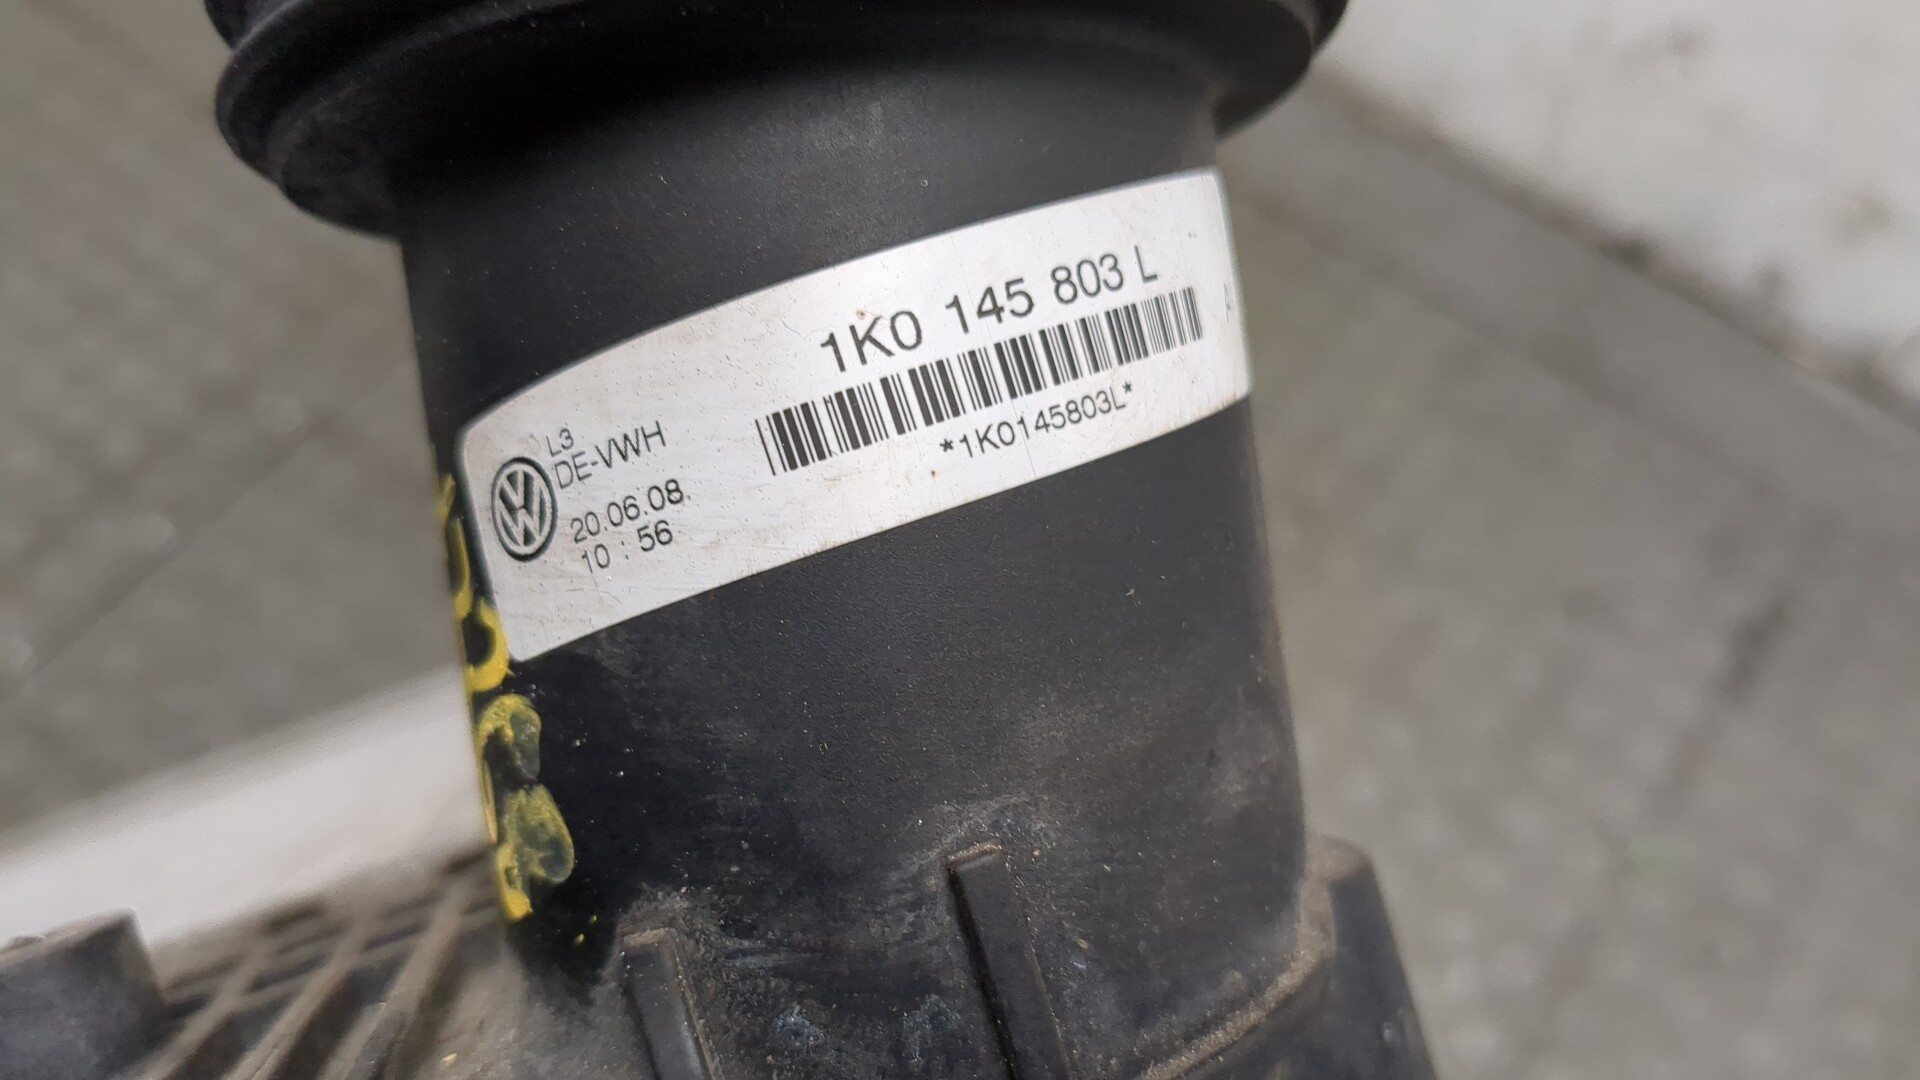 1K0 145 803 L
*1K0145803L*
L3
DE-VWH
20.06.08
10 : 56